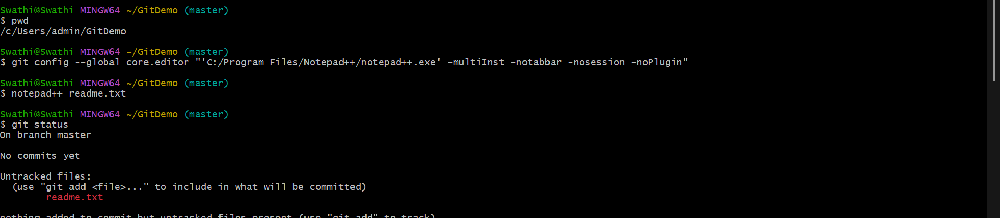 Swathi@Swathi MINGW64 ~/GitDemo (master)
$ pwd
/c/Users/admin/GitDemo
Swathi@Swathi MINGW64 ~/GitDemo (master)
$ git config --global core.editor "'C:/Program Files/Notepad++/notepad++.exe' -multiInst -notabbar -nosession -noPlugin"
Swathi@Swathi MINGW64 ~/GitDemo (master)
$ notepad++ readme.txt
Swathi@Swathi MINGW64 ~/GitDemo (master)
$ git status
On branch master
No commits yet
Untracked files:
  (use "git add <file>..." to include in what will be committed)
        readme.txt
nothing added to commit but untracked files present (use "git add" to track)